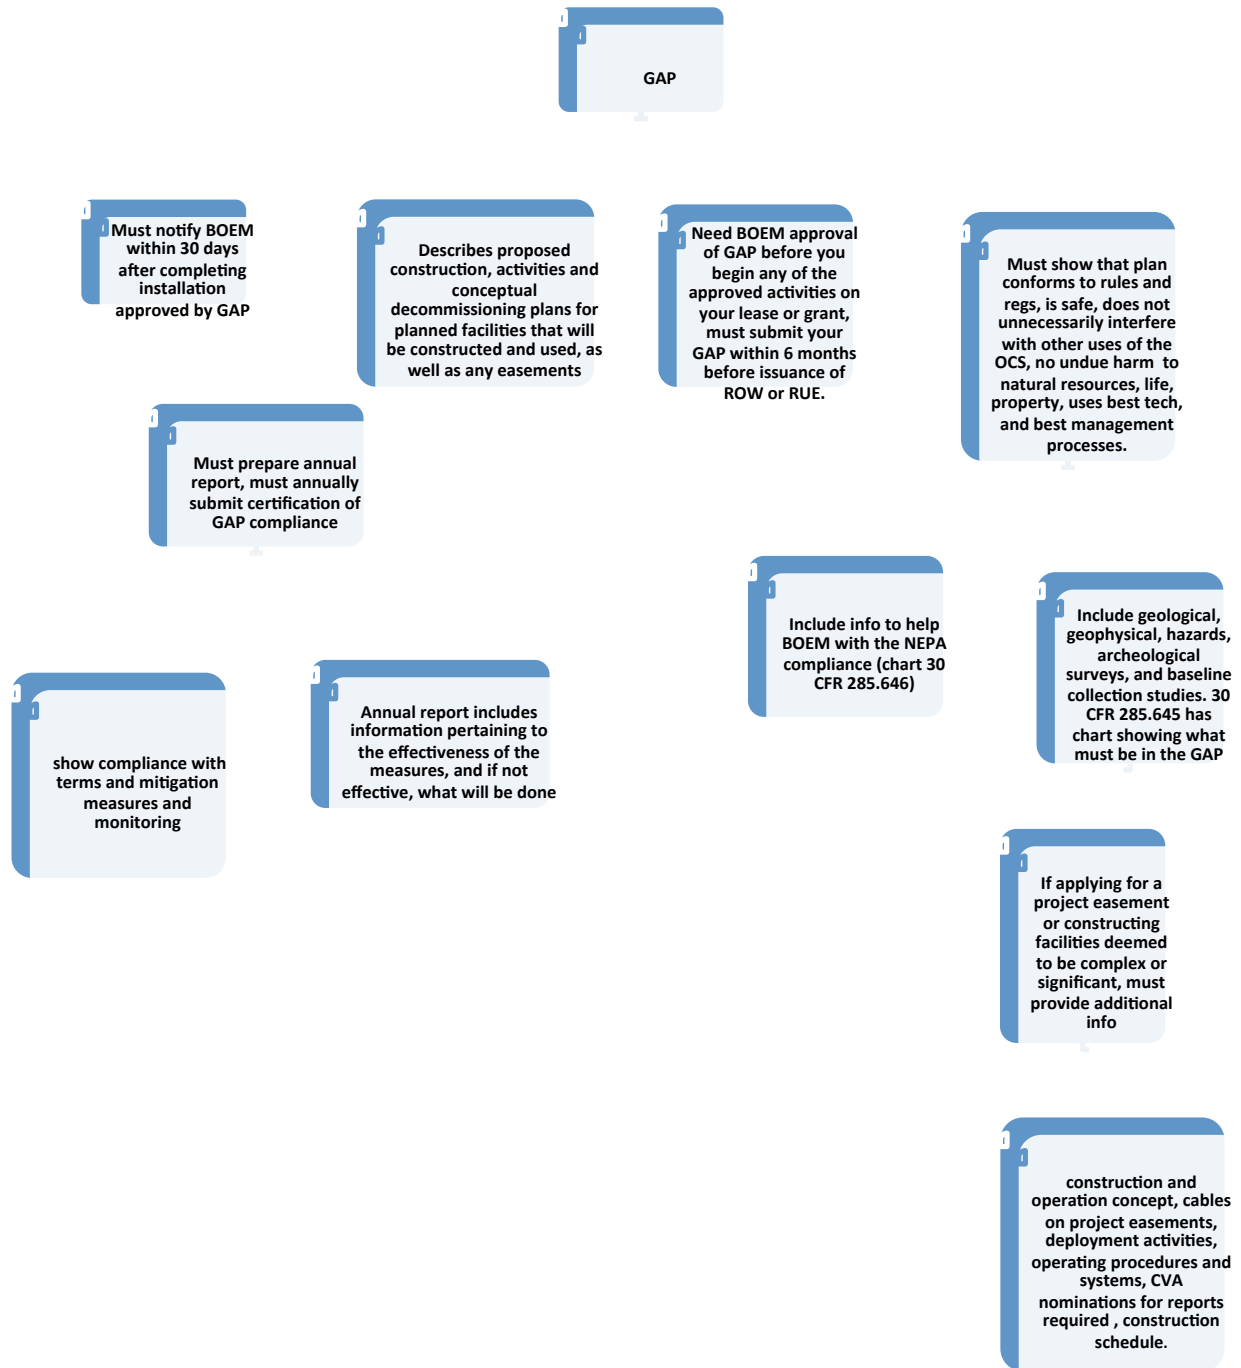 GAP
Must notify BOEM
within 30 days
after completing
installation
approved by GAP
Describes proposed
construction, activities and
conceptual
decommissioning plans for
planned facilities that will
be constructed and used, as
well as any easements
Need BOEM approval
of GAP before you
begin any of the
approved activities on
your lease or grant,
must submit your
GAP within 6 months
before issuance of
ROW or RUE.
Must show that plan
conforms to rules and
regs, is safe, does not
unnecessarily interfere
with other uses of the
OCS, no undue harm to
natural resources, life,
property, uses best tech,
and best management
processes.
Must prepare annual
report, must annually
submit certification of
GAP compliance
Include info to help
BOEM with the NEPA
compliance (chart 30
CFR 285.646)
Include geological,
geophysical, hazards,
archeological
surveys, and baseline
collection studies. 30
CFR 285.645 has
chart showing what
must be in the GAP
show compliance with
terms and mitigation
measures and
monitoring
Annual report includes
information pertaining to
the effectiveness of the
measures, and if not
effective, what will be done
If applying for a
project easement
or constructing
facilities deemed
to be complex or
significant, must
provide additional
info
construction and
operation concept, cables
on project easements,
deployment activities,
operating procedures and
systems, CVA
nominations for reports
required , construction
schedule.